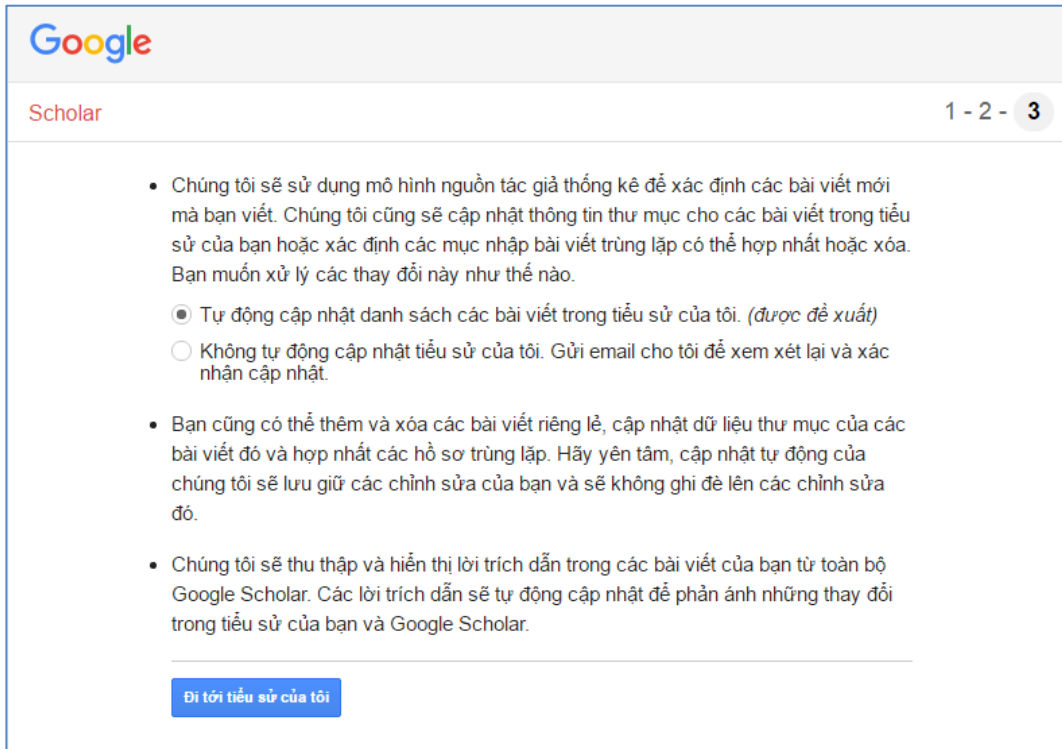 Google
Scholar
1 - 2 - 3
• Chúng tôi sẽ sử dụng mô hình nguồn tác giả thống kê để xác định các bài viết mới
mà bạn viết. Chúng tôi cũng sẽ cập nhật thông tin thư mục cho các bài viết trong tiểu
sử của bạn hoặc xác định các mục nhập bài viết trùng lặp có thể hợp nhất hoặc xóa.
Bạn muốn xử lý các thay đổi này như thế nào.
Tự động cập nhật danh sách các bài viết trong tiểu sử của tôi. (được đề xuất)
Không tự động cập nhật tiểu sử của tôi. Gửi email cho tôi để xem xét lại và xác
nhận cập nhật.
• Bạn cũng có thể thêm và xóa các bài viết riêng lẻ, cập nhật dữ liệu thư mục của các
bài viết đó và hợp nhất các hồ sơ trùng lặp. Hãy yên tâm, cập nhật tự động của
chúng tôi sẽ lưu giữ các chỉnh sửa của bạn và sẽ không ghi đè lên các chỉnh sửa
đó.
• Chúng tôi sẽ thu thập và hiển thị lời trích dẫn trong các bài viết của bạn từ toàn bộ
Google Scholar. Các lời trích dẫn sẽ tự động cập nhật để phản ánh những thay đổi
trong tiểu sử của bạn và Google Scholar.
Đi tới tiểu sử của tôi